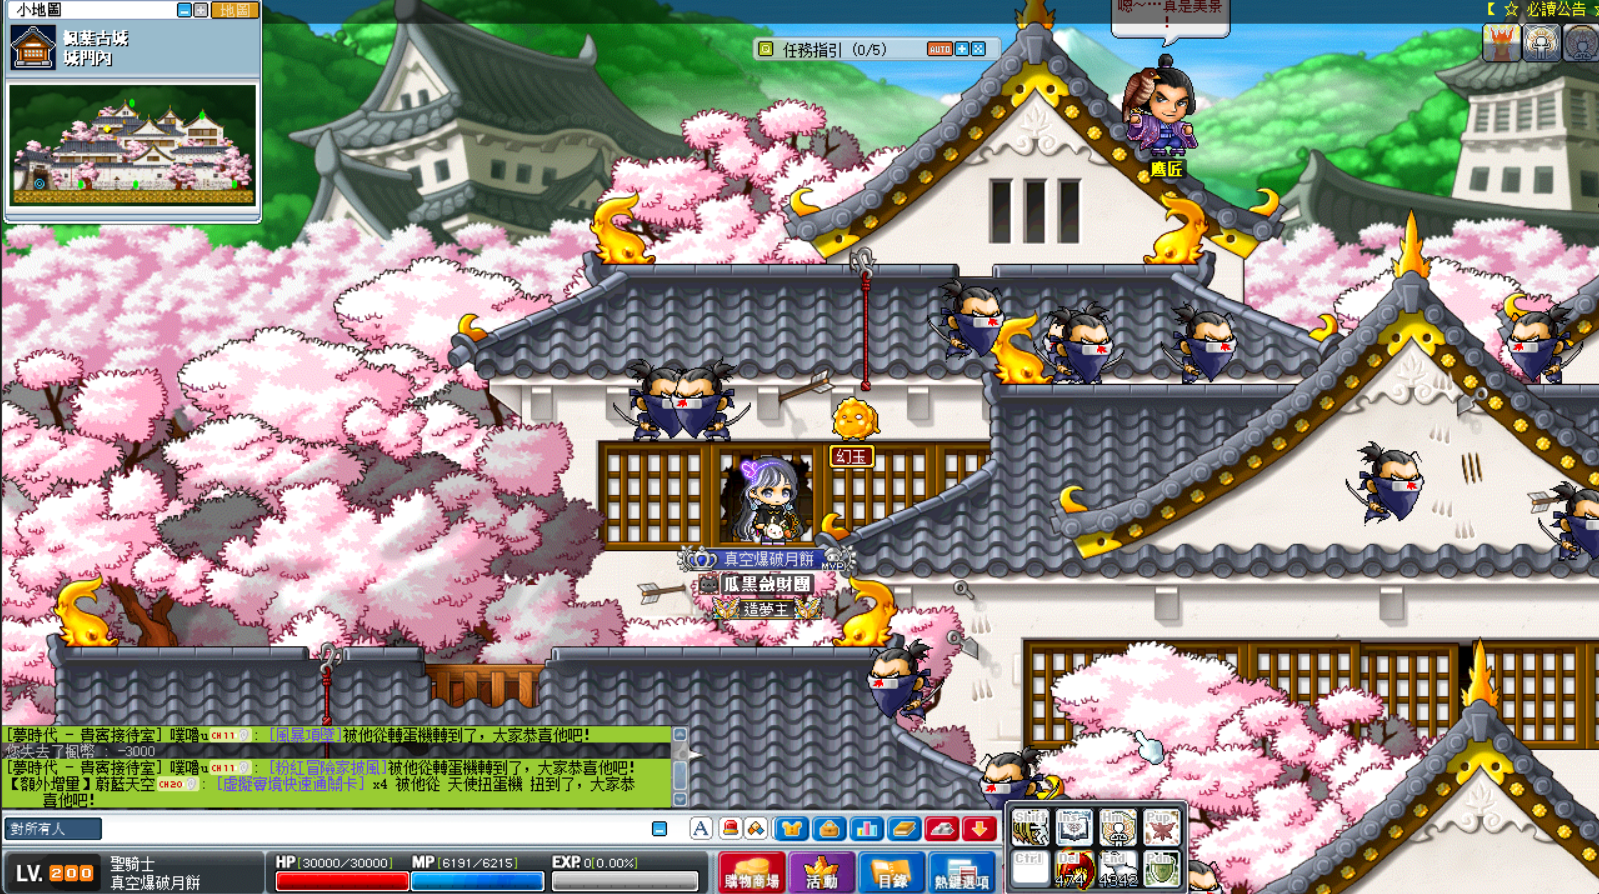 小地圖
地圖
楓葉古城
城門內
任務指引 (0/5)
AUTO
嗯~…真是美景
!
【 ☆ 必讀公告 ☆
鷹匠
幻玉
真空爆破月餅
MVP
瓜黑會財團
造夢主
[夢時代 - 貴賓接待室] 噗嚕u CH11 : [風暴項墜]被他從轉蛋機轉到了，大家恭喜他吧!
您失去了楓幣 : -3000
[夢時代 - 貴賓接待室] 噗嚕u CH11 : [粉紅冒險家披風]被他從轉蛋機轉到了，大家恭喜他吧!
【額外增量】蔚藍天空 CH20 : [虛擬實境快速通關卡] x4 被他從 天使扭蛋機 扭到了，大家恭
喜他吧!
對所有人
A
LV. 200
聖騎士
真空爆破月餅
HP[30000/30000]
MP[6191/6215]
EXP. 0[0.00%]
購物商場
活動
目錄
熱鍵選項
Shift
Ins
Hm
Pup
Ctrl
Del
End
Pdn
474
4342